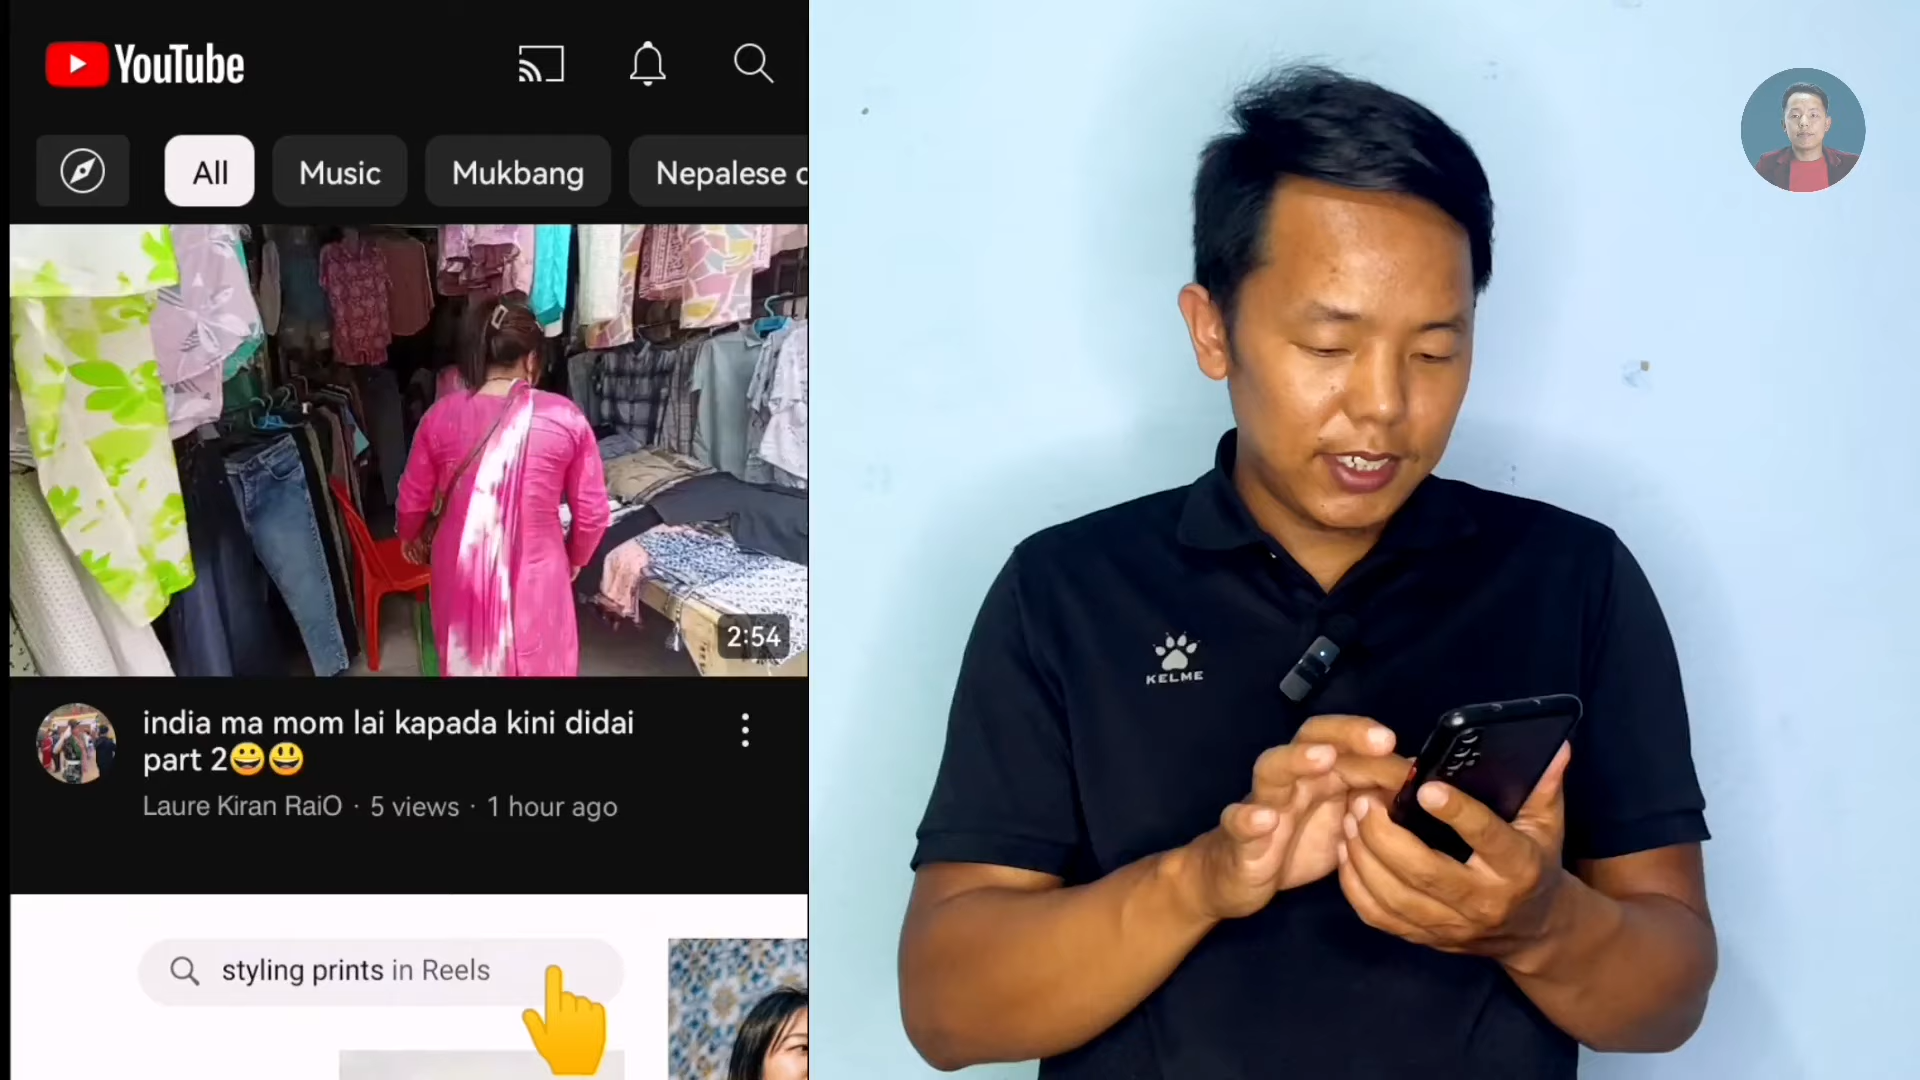 YouTube
All
Music
Mukbang
Nepalese c
2:54
india ma mom lai kapada kini didai
part 2😀😃
Laure Kiran RaiO · 5 views · 1 hour ago
styling prints in Reels
KELME